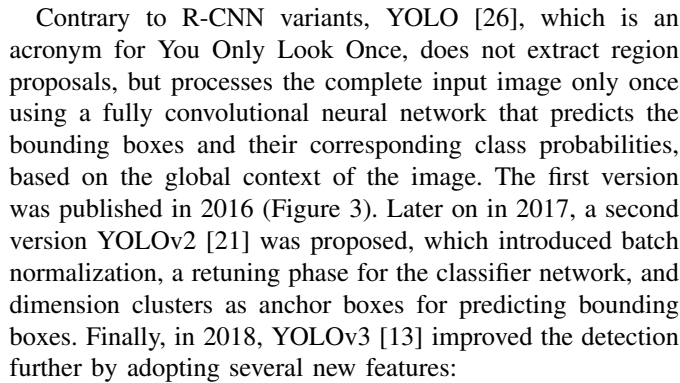 Contrary to R-CNN variants, YOLO [26], which is an
acronym for You Only Look Once, does not extract region
proposals, but processes the complete input image only once
using a fully convolutional neural network that predicts the
bounding boxes and their corresponding class probabilities,
based on the global context of the image. The first version
was published in 2016 (Figure 3). Later on in 2017, a second
version YOLOv2 [21] was proposed, which introduced batch
normalization, a retuning phase for the classifier network, and
dimension clusters as anchor boxes for predicting bounding
boxes. Finally, in 2018, YOLOv3 [13] improved the detection
further by adopting several new features: